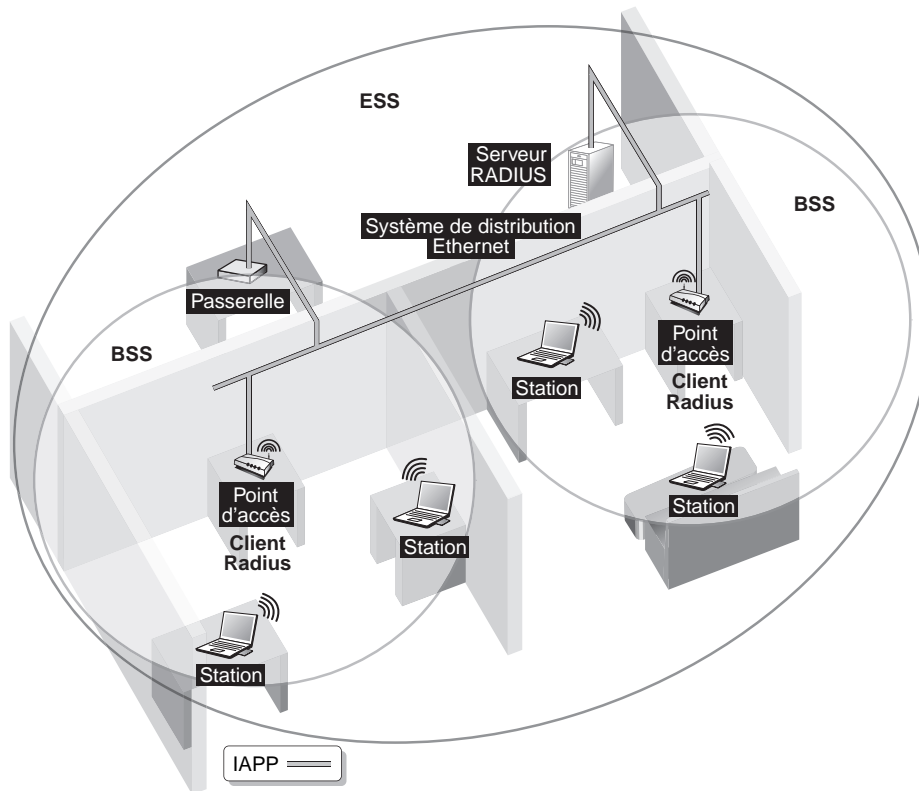 ESS
Serveur
RADIUS
BSS
Système de distribution
Ethernet
Passerelle
BSS
Point
d'accès
Client
Radius
Station
Point
d'accès
Client
Radius
Station
Station
Station
IAPP